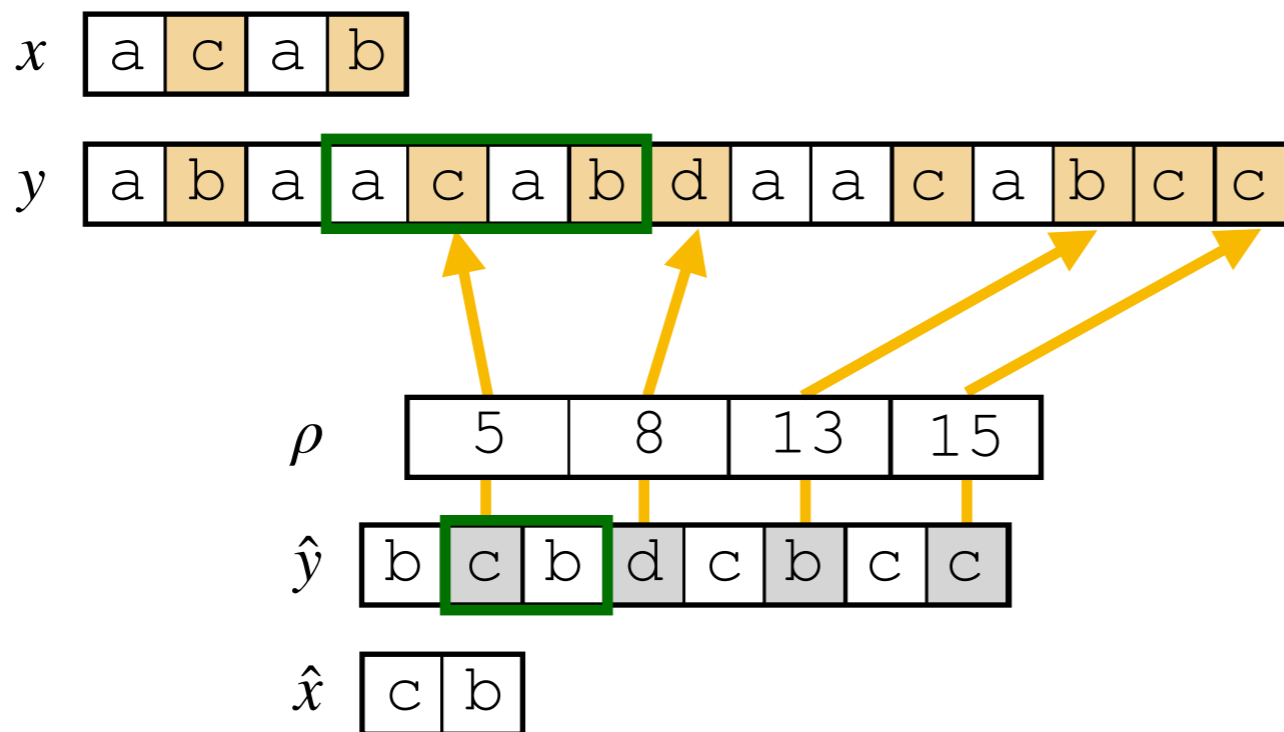 x a c a b
y a b a a c a b d a a c a b c c
ρ 5 8 13 15
ŷ b c b d c b c c
x̂ c b